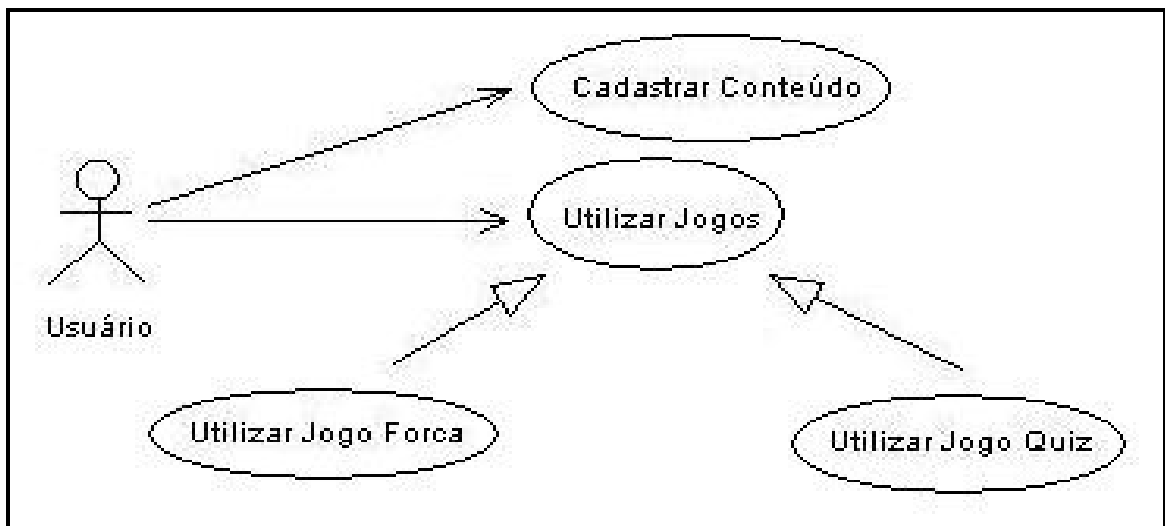 Cadastrar Conteúdo
Utilizar Jogos
Usuário
Utilizar Jogo Forca
Utilizar Jogo Quiz